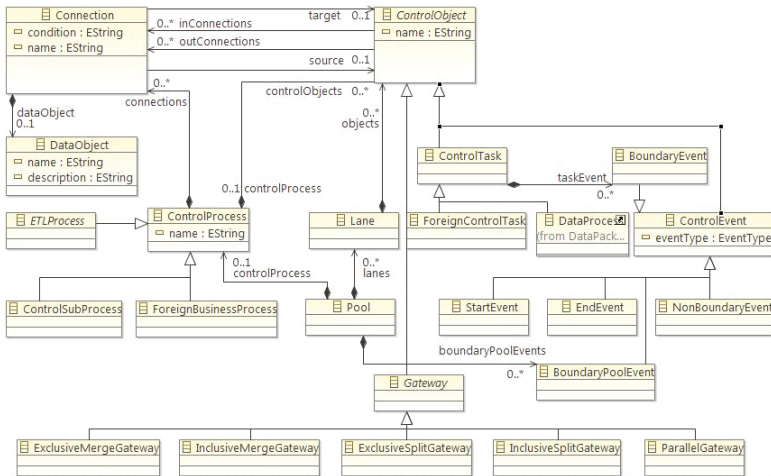 Connection
condition : EString
name : EString
target 0..1
0..* inConnections
0..* outConnections
source 0..1
ControlObject
name : EString
0..*
connections
controlObjects 0..*
0..*
objects
dataObject
0..1
DataObject
name : EString
description : EString
ControlTask
taskEvent
0..*
BoundaryEvent
0..1 controlProcess
ETLProcess
ControlProcess
name : EString
Lane
ForeignControlTask
DataProcess
(from DataPack...
ControlEvent
eventType : EventType
0..1
controlProcess
0..*
lanes
ControlSubProcess
ForeignBusinessProcess
Pool
StartEvent
EndEvent
NonBoundaryEvent
boundaryPoolEvents
0..*
BoundaryPoolEvent
Gateway
ExclusiveMergeGateway
InclusiveMergeGateway
ExclusiveSplitGateway
InclusiveSplitGateway
ParallelGateway